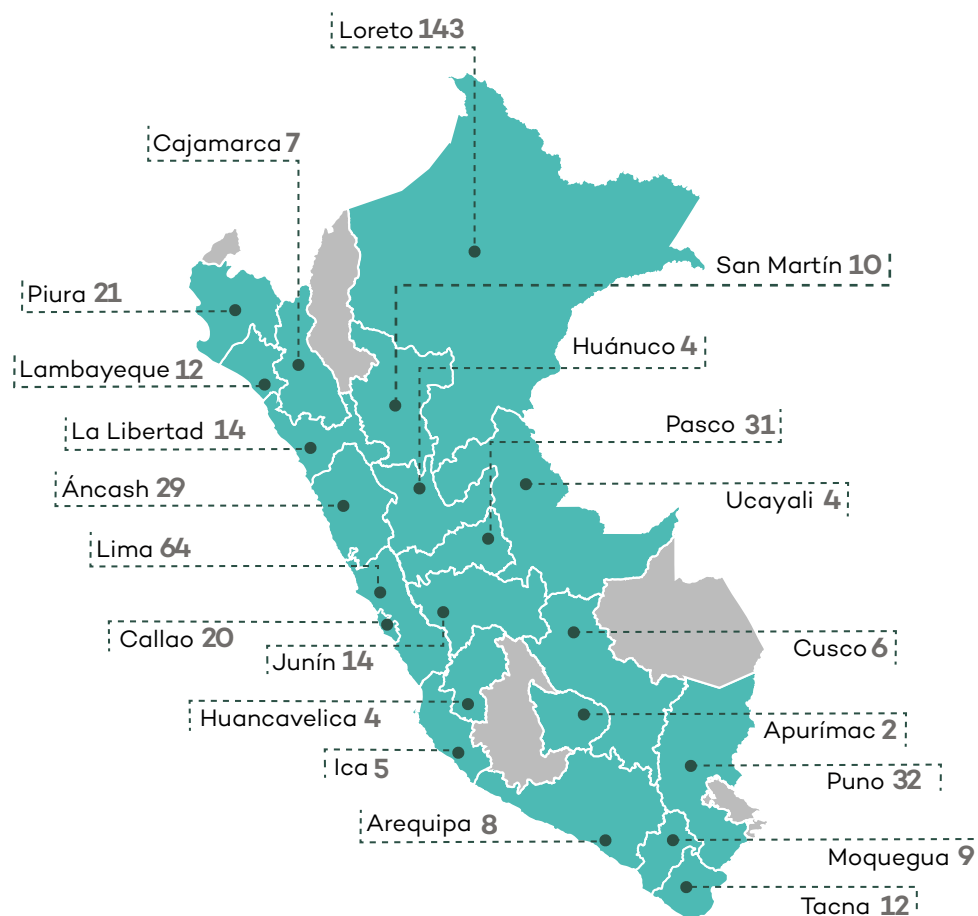 Loreto 143
Cajamarca 7
San Martín 10
Piura 21
Huánuco 4
Lambayeque 12
Pasco 31
La Libertad 14
Áncash 29
Ucayali 4
Lima 64
Callao 20
Cusco 6
Junín 14
Huancavelica 4
Apurímac 2
Ica 5
Puno 32
Arequipa 8
Moquegua 9
Tacna 12